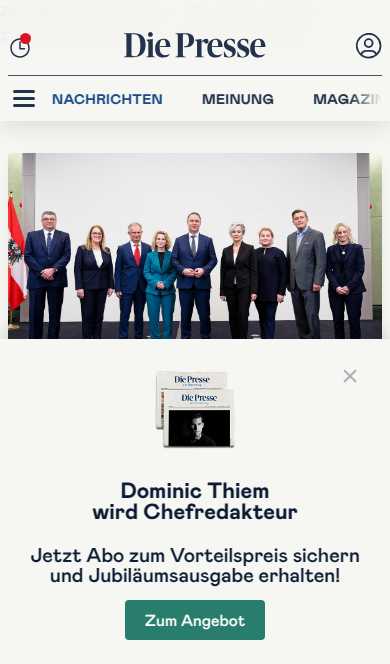 Die Presse
NACHRICHTEN MEINUNG MAGAZIN
Die Presse
Die Presse
Dominic Thiem
wird Chefredakteur
Jetzt Abo zum Vorteilspreis sichern
und Jubiläumsausgabe erhalten!
Zum Angebot